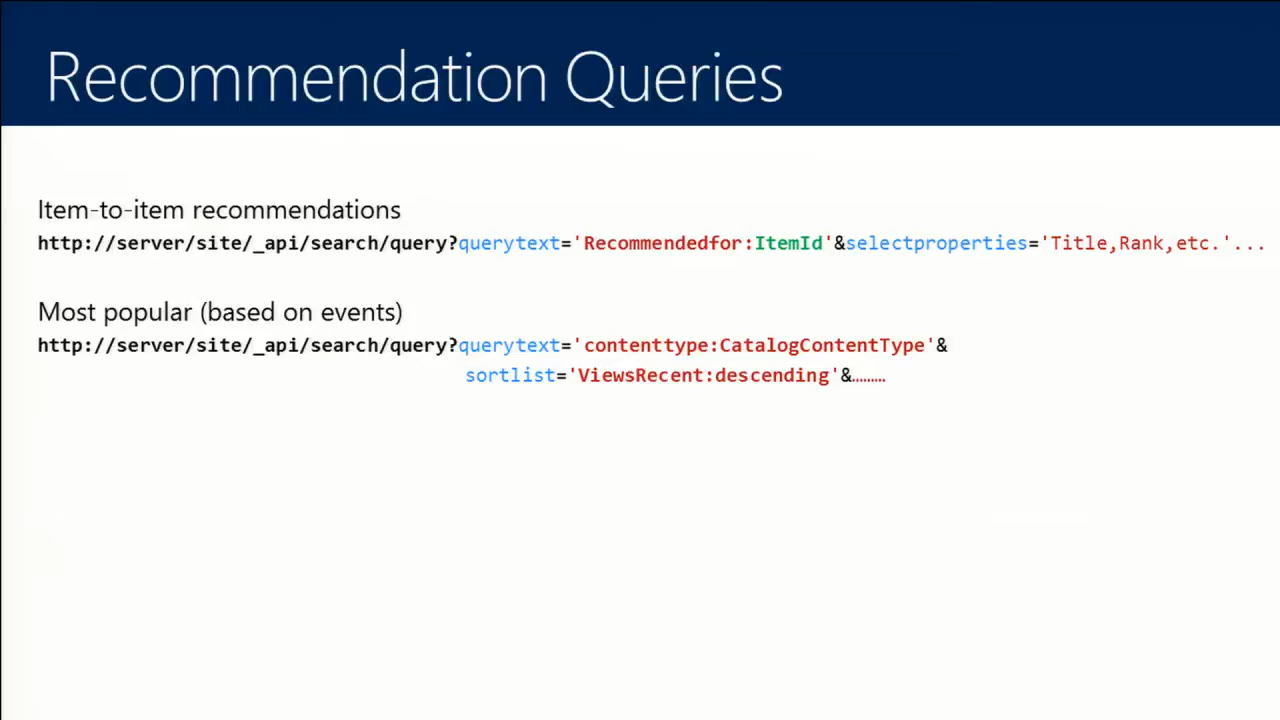 Recommendation Queries
Item-to-item recommendations
http://server/site/_api/search/query?querytext='Recommendedfor:ItemId'&selectproperties='Title,Rank,etc.'...
Most popular (based on events)
http://server/site/_api/search/query?querytext='contenttype:CatalogContentType'&
sortlist='ViewsRecent:descending'&.........